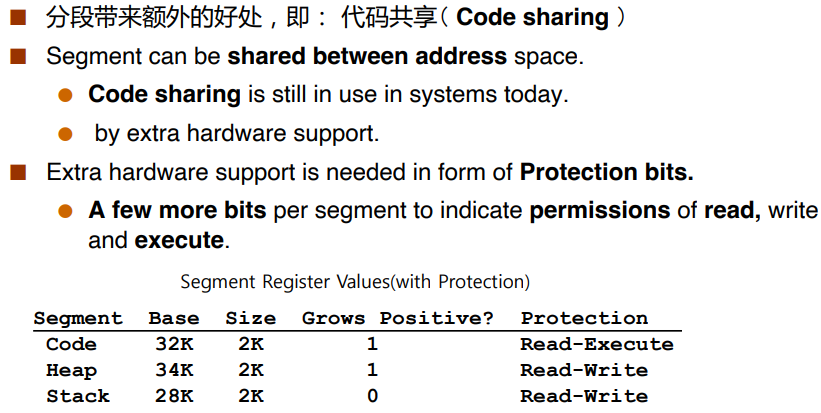 分段带来额外的好处，即： 代码共享（ Code sharing ）
Segment can be shared between address space.
Code sharing is still in use in systems today.
by extra hardware support.
Extra hardware support is needed in form of Protection bits.
A few more bits per segment to indicate permissions of read, write
and execute.
Segment Register Values(with Protection)
Segment Base Size Grows Positive? Protection
Code 32K 2K 1 Read-Execute
Heap 34K 2K 1 Read-Write
Stack 28K 2K 0 Read-Write